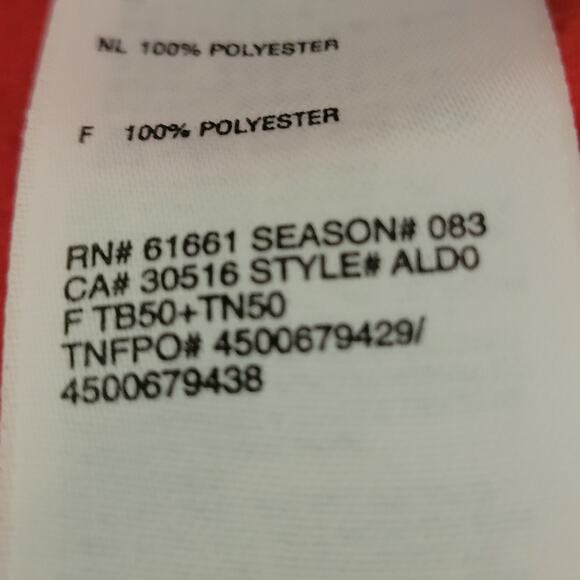 NL 100% POLYESTER
F 100% POLYESTER
RN# 61661 SEASON# 083
CA# 30516 STYLE# ALD0
F TB50+TN50
TNFPO# 4500679429/
4500679438